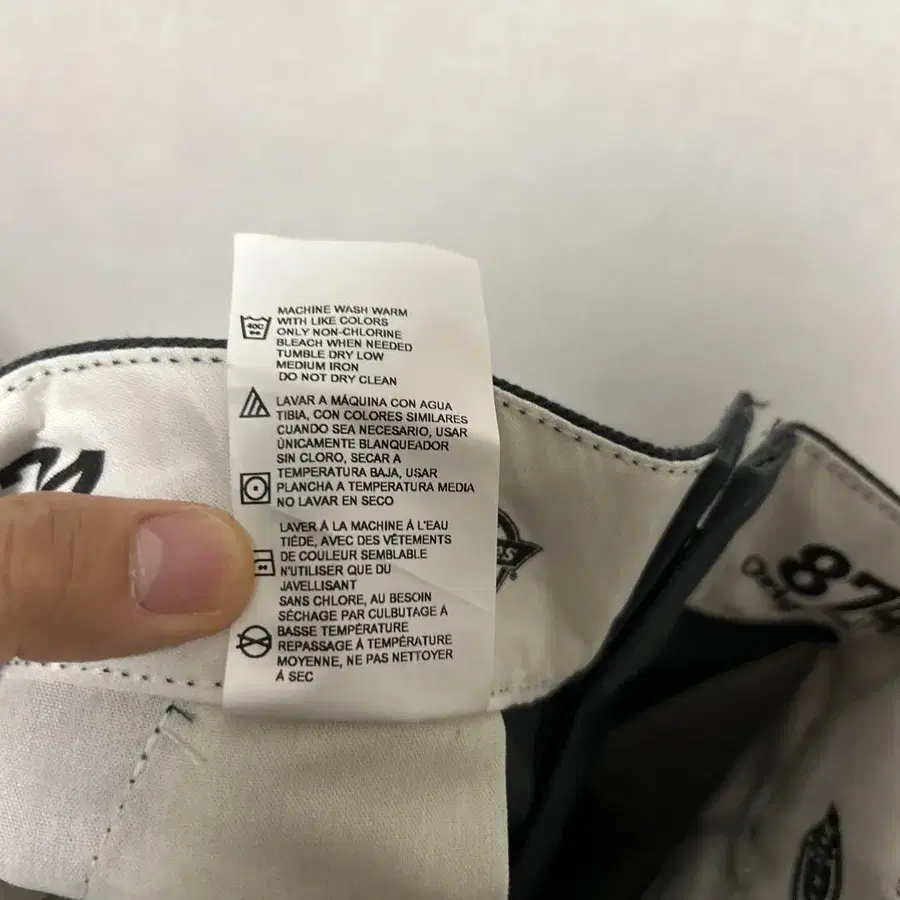 40C
MACHINE WASH WARM
WITH LIKE COLORS
ONLY NON-CHLORINE
BLEACH WHEN NEEDED
TUMBLE DRY LOW
MEDIUM IRON
DO NOT DRY CLEAN
LAVAR A MÁQUINA CON AGUA
TIBIA, CON COLORES SIMILARES
CUANDO SEA NECESARIO, USAR
ÚNICAMENTE BLANQUEADOR
SIN CLORO, SECAR A
TEMPERATURA BAJA, USAR
PLANCHA A TEMPERATURA MEDIA
NO LAVAR EN SECO
LAVER Á LA MACHINE Á L'EAU
TIÉDE, AVEC DES VÊTEMENTS
DE COULEUR SEMBLABLE
N'UTILISER QUE DU
JAVELLISANT
SANS CHLORE, AU BESOIN
SÉCHAGE PAR CULBUTAGE Á
BASSE TEMPÉRATURE
REPASSAGE Á TEMPÉRATURE
MOYENNE, NE PAS NETTOYER
Á SEC
874